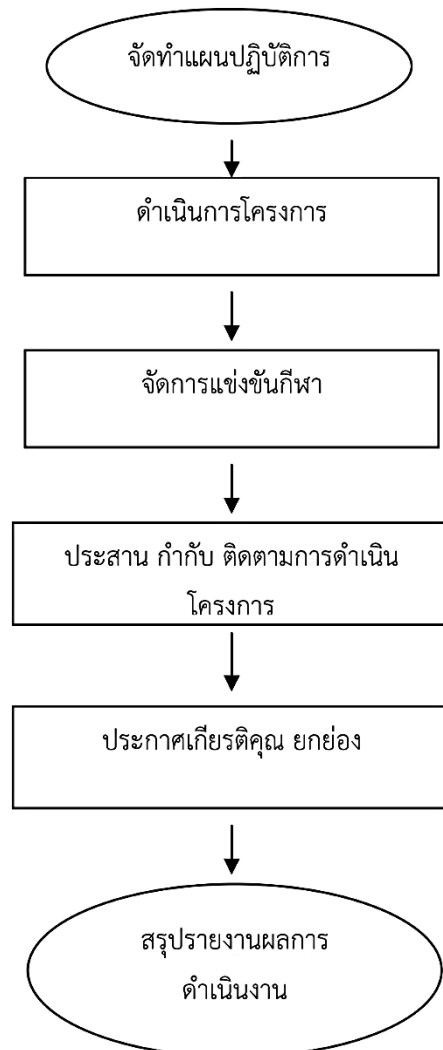 จัดทำแผนปฏิบัติการ
ดำเนินการโครงการ
จัดการแข่งขันกีฬา
ประสาน กำกับ ติดตามการดำเนิน
โครงการ
ประกาศเกียรติคุณ ยกย่อง
สรุปรายงานผลการ
ดำเนินงาน